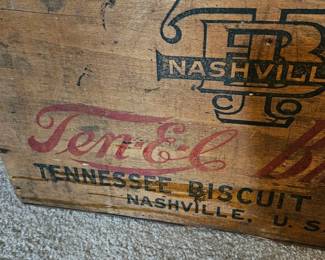 NASHVILL
Ten-E-C B
TENNESSEE BISCUIT
NASHVILLE, U. S